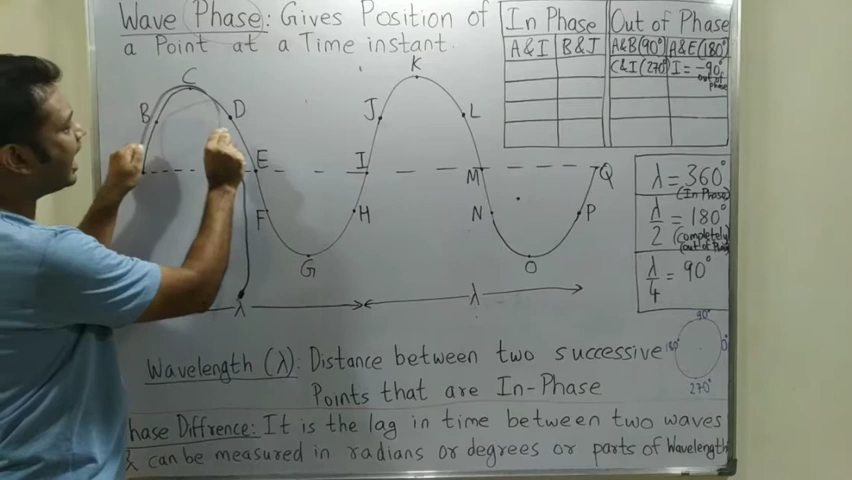 Wave Phase: Gives Position of
a Point at a Time instant.
In Phase
Out of Phase
A&I
B&J
A&B(90°)
A&E(180°)
C&I(270°)
I=-90°
out of
phase
C
K
B
D
J
L
E
I
M
Q
F
H
N
P
G
O
λ
λ
λ = 360°
(In Phase)
λ/2 = 180°
(completely
out of Phase)
λ/4 = 90°
90°
180°
0°
270°
Wavelength (λ): Distance between two successive
Points that are In-Phase
hase Diffrence: It is the lag in time between two waves
& can be measured in radians or degrees or parts of Wavelength